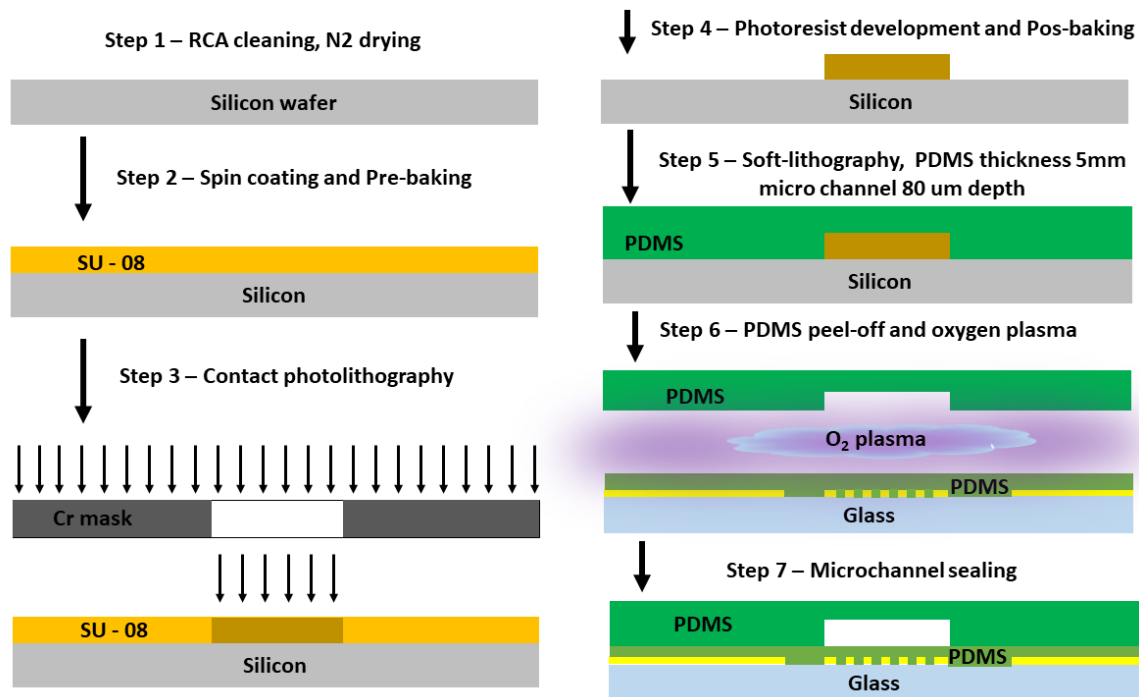 Step 1 – RCA cleaning, N2 drying
Silicon wafer
Step 2 – Spin coating and Pre-baking
SU - 08
Silicon
Step 3 – Contact photolithography
Cr mask
SU - 08
Silicon
Step 4 – Photoresist development and Pos-baking
Silicon
Step 5 – Soft-lithography, PDMS thickness 5mm
micro channel 80 um depth
PDMS
Silicon
Step 6 – PDMS peel-off and oxygen plasma
PDMS
O₂ plasma
PDMS
Glass
Step 7 – Microchannel sealing
PDMS
PDMS
Glass